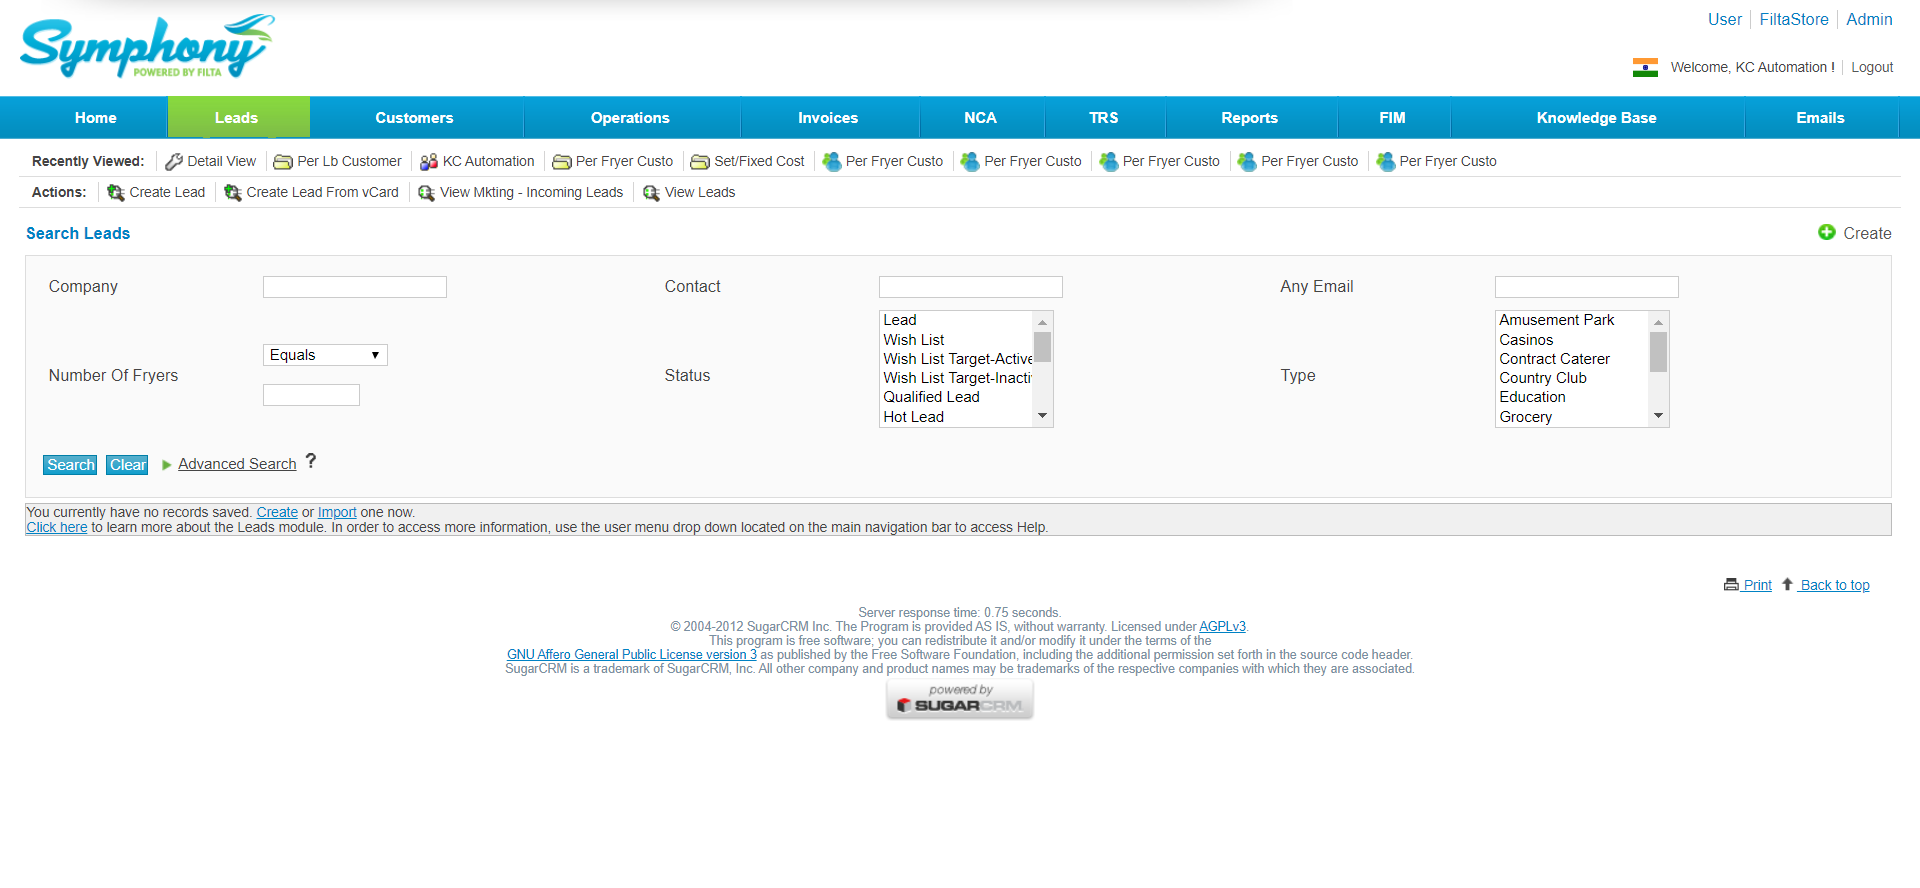 Symphony
POWERED BY FILTA
User FiltaStore Admin
Welcome, KC Automation ! Logout
Home Leads Customers Operations Invoices NCA TRS Reports FIM Knowledge Base Emails
Recently Viewed: Detail View Per Lb Customer KC Automation Per Fryer Custo Set/Fixed Cost Per Fryer Custo Per Fryer Custo Per Fryer Custo Per Fryer Custo Per Fryer Custo
Actions: Create Lead Create Lead From vCard View Mkting - Incoming Leads View Leads
Search Leads
Create
Company
Contact
Any Email
Number Of Fryers
Equals
Status
Lead
Wish List
Wish List Target-Active
Wish List Target-Inacti
Qualified Lead
Hot Lead
Type
Amusement Park
Casinos
Contract Caterer
Country Club
Education
Grocery
Search Clear Advanced Search ?
You currently have no records saved. Create or Import one now.
Click here to learn more about the Leads module. In order to access more information, use the user menu drop down located on the main navigation bar to access Help.
Print Back to top
Server response time: 0.75 seconds.
© 2004-2012 SugarCRM Inc. The Program is provided AS IS, without warranty. Licensed under AGPLv3.
This program is free software; you can redistribute it and/or modify it under the terms of the
GNU Affero General Public License version 3 as published by the Free Software Foundation, including the additional permission set forth in the source code header.
SugarCRM is a trademark of SugarCRM, Inc. All other company and product names may be trademarks of the respective companies with which they are associated.
powered by
SUGARCRM